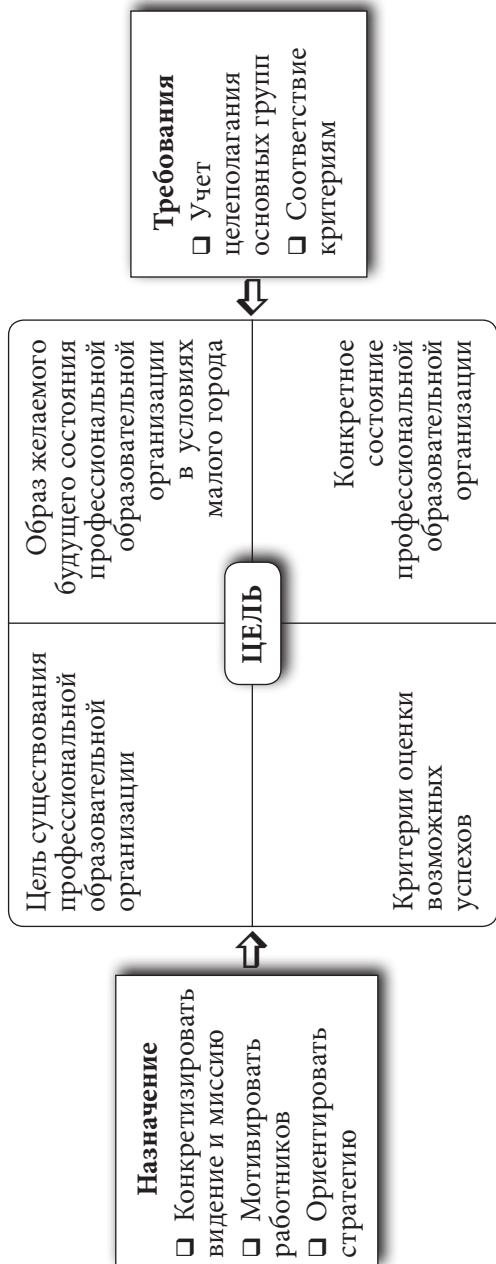 Назначение
❑ Конкретизировать
видение и миссию
❑ Мотивировать
работников
❑ Ориентировать
стратегию
Цель существования
профессиональной
образовательной
организации
Образ желаемого
будущего состояния
профессиональной
образовательной
организации
в условиях
малого города
ЦЕЛЬ
Критерии оценки
возможных
успехов
Конкретное
состояние
профессиональной
образовательной
организации
Требования
❑ Учет
целеполагания
основных групп
❑ Соответствие
критериям